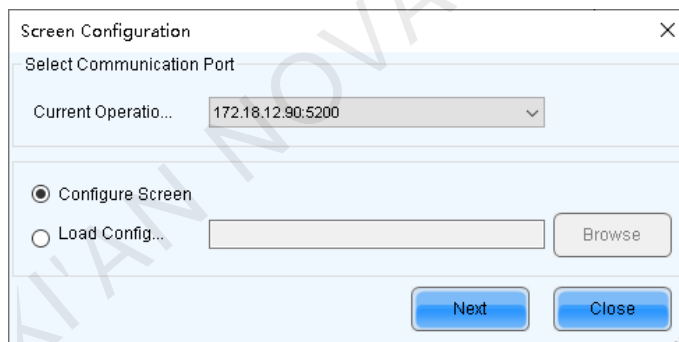 Screen Configuration
Select Communication Port
Current Operatio...
172.18.12.90:5200
Configure Screen
Load Config...
Browse
Next
Close